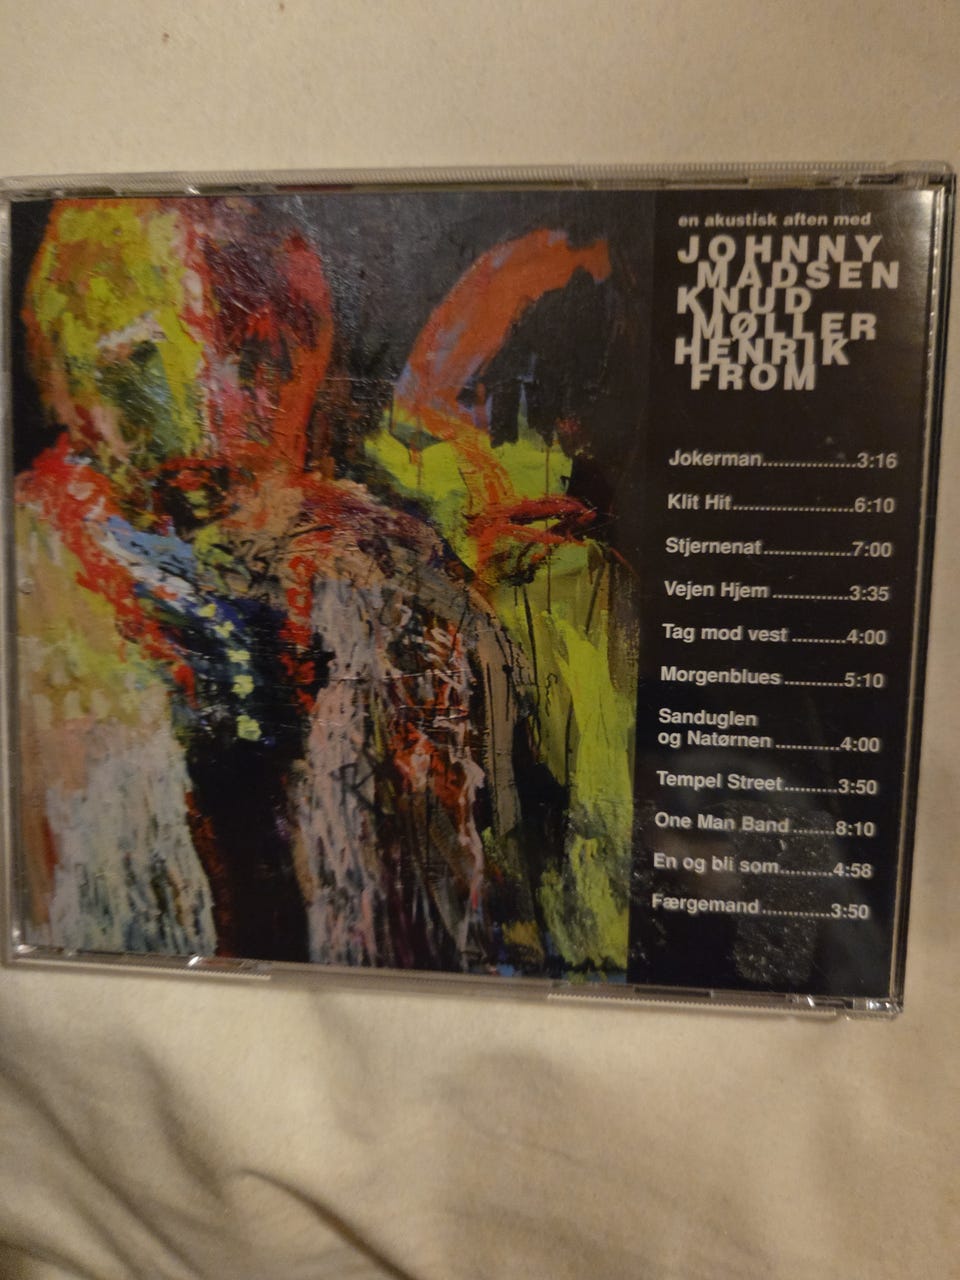 en akustisk aften med
JOHNNY
MADSEN
KNUD
MØLLER
HENRIK
FROM
Jokerman..................3:16
Klit Hit.......................6:10
Stjernenat.................7:00
Vejen Hjem ...............3:35
Tag mod vest ..........4:00
Morgenblues ...........5:10
Sanduglen
og Natørnen ............4:00
Tempel Street..........3:50
One Man Band ........8:10
En og bli som..........4:58
Færgemand .............3:50